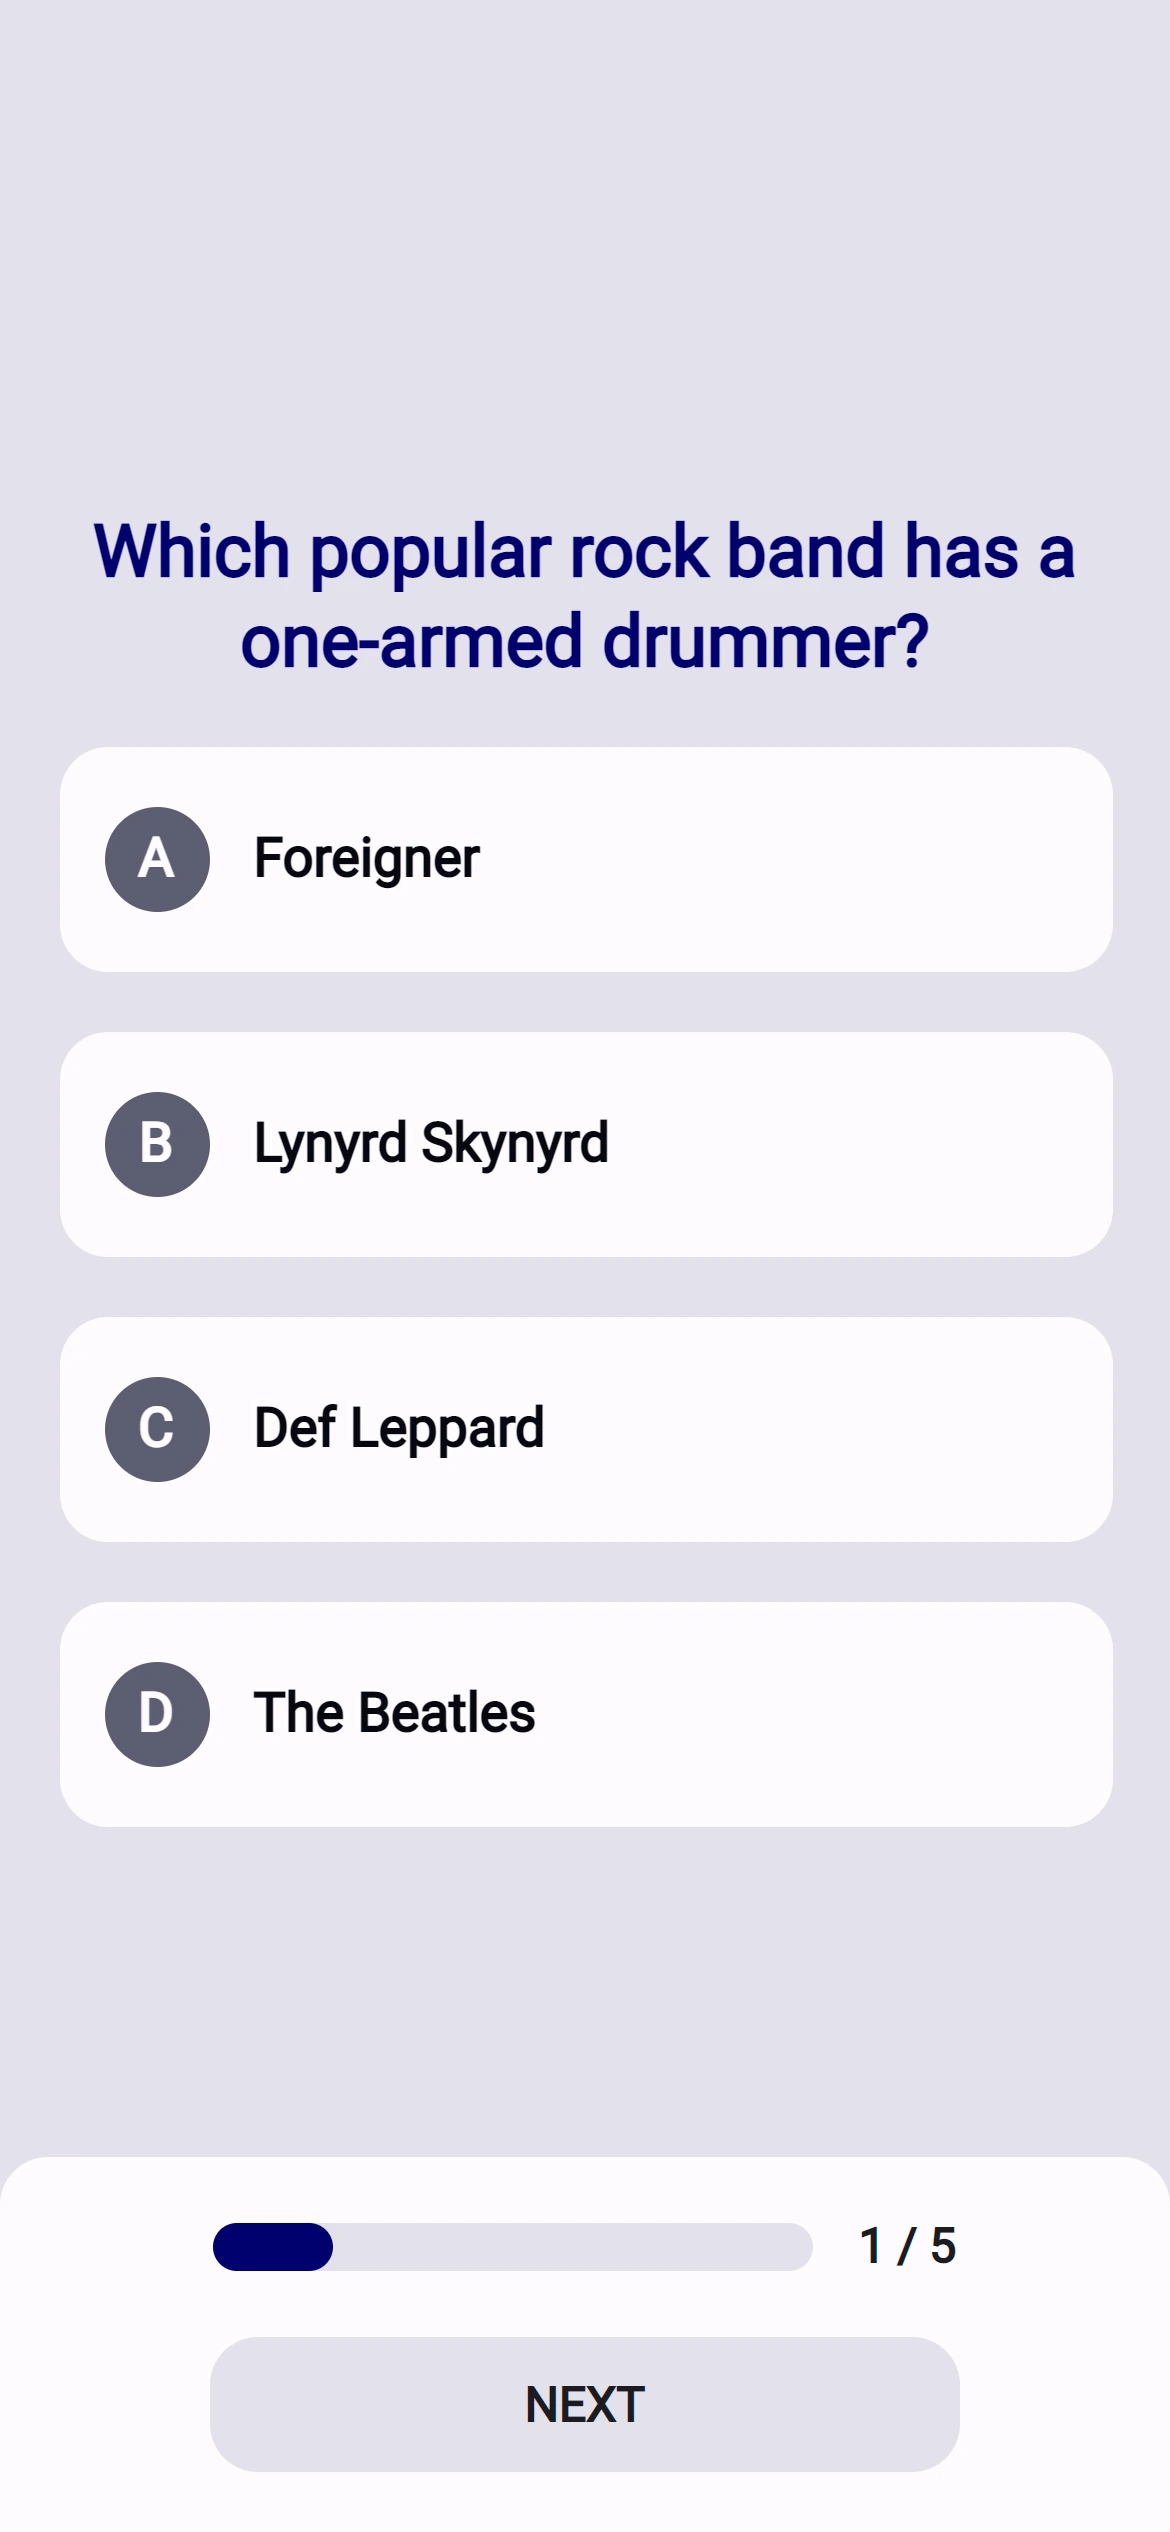 Which popular rock band has a
one-armed drummer?
A Foreigner
B Lynyrd Skynyrd
C Def Leppard
D The Beatles
1 / 5
NEXT